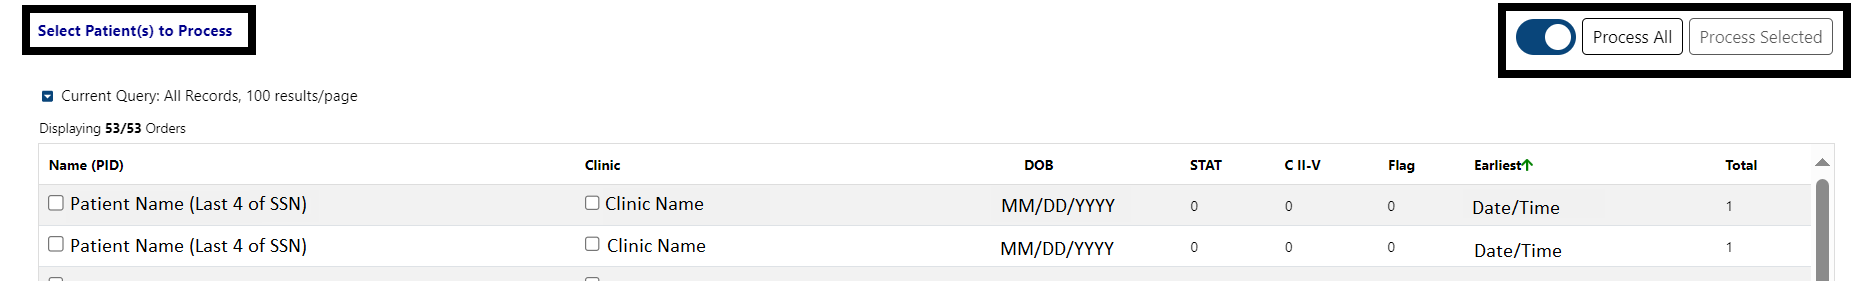 Select Patient(s) to Process
Process All Process Selected
Current Query: All Records, 100 results/page
Displaying 53/53 Orders
Name (PID) Clinic DOB STAT C II-V Flag Earliest Total
Patient Name (Last 4 of SSN) Clinic Name MM/DD/YYYY 0 0 0 Date/Time 1
Patient Name (Last 4 of SSN) Clinic Name MM/DD/YYYY 0 0 0 Date/Time 1